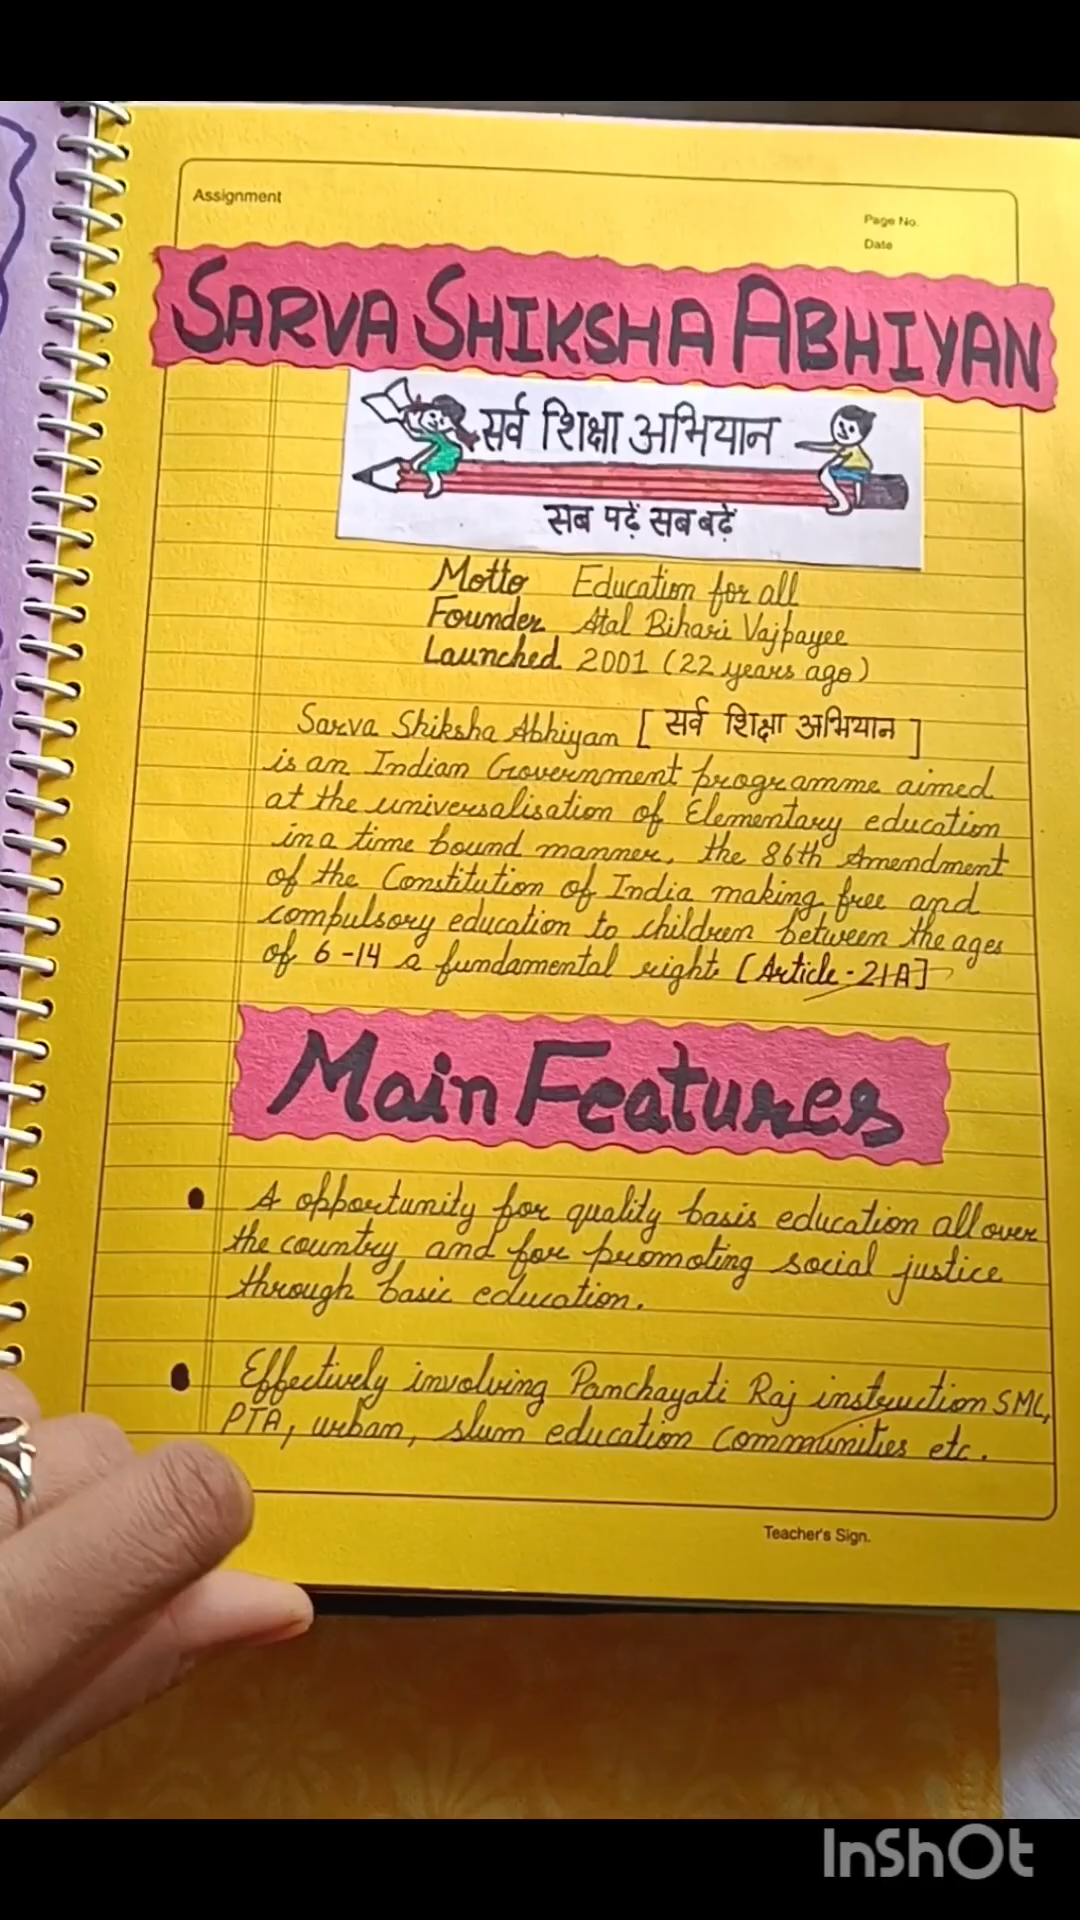 Assignment
Page No.
Date
SARVA SHIKSHA ABHIYAN
सर्व शिक्षा अभियान
सब पढ़ें सब बढ़ें
Motto Education for all
Founder Atal Bihari Vajpayee
Launched 2001 (22 years ago)
Sarva Shiksha Abhiyam [सर्व शिक्षा अभियान]
is an Indian Government programme aimed
at the universalisation of Elementary education
in a time bound manner, the 86th Amendment
of the Constitution of India making free and
compulsory education to children between the ages
of 6-14 a fundamental right [Article-21A]
Main Features
• A opportunity for quality basis education all over
the country and for promoting social justice
through basic education.
• Effectively involving Panchayati Raj instruction SML,
PTA, urban, slum education communities etc.
Teacher's Sign.
InShOt